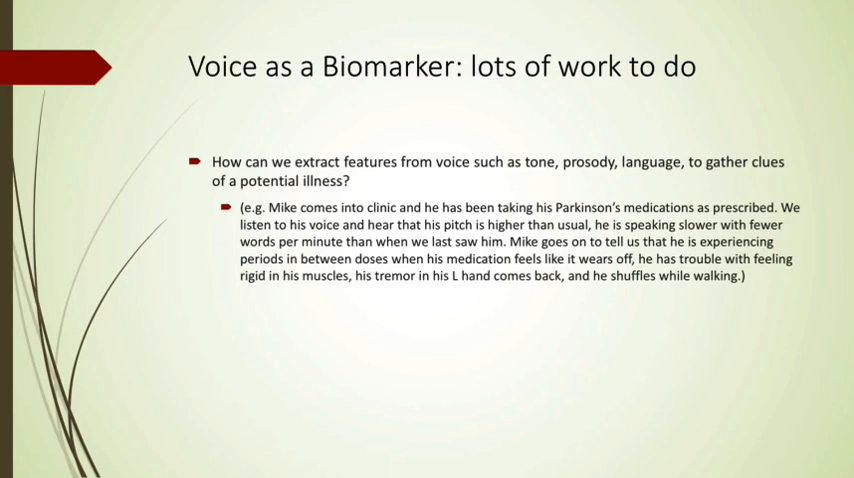 Voice as a Biomarker: lots of work to do
How can we extract features from voice such as tone, prosody, language, to gather clues
of a potential illness?
(e.g. Mike comes into clinic and he has been taking his Parkinson’s medications as prescribed. We
listen to his voice and hear that his pitch is higher than usual, he is speaking slower with fewer
words per minute than when we last saw him. Mike goes on to tell us that he is experiencing
periods in between doses when his medication feels like it wears off, he has trouble with feeling
rigid in his muscles, his tremor in his L hand comes back, and he shuffles while walking.)